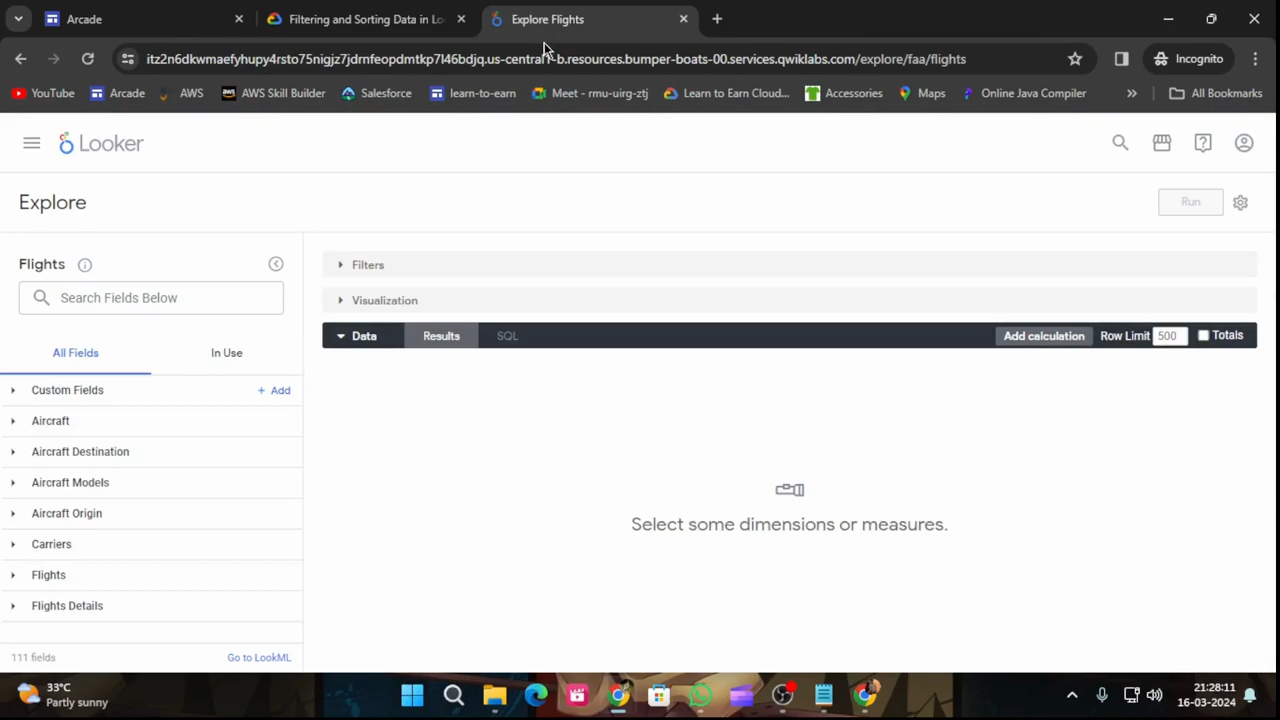 Arcade
Filtering and Sorting Data in Lo
Explore Flights
itz2n6dkwmaefyhupy4rsto75nigjz7jdrnfeopdmtkp7l46bdjq.us-central1-b.resources.bumper-boats-00.services.qwiklabs.com/explore/faa/flights
Incognito
YouTube
Arcade
AWS
AWS Skill Builder
Salesforce
learn-to-earn
Meet - rmu-uirg-ztj
Learn to Earn Cloud...
Accessories
Maps
Online Java Compiler
All Bookmarks
Looker
Explore
Run
Flights
Search Fields Below
All Fields
In Use
Custom Fields
+ Add
Aircraft
Aircraft Destination
Aircraft Models
Aircraft Origin
Carriers
Flights
Flights Details
111 fields
Go to LookML
Filters
Visualization
Data
Results
SQL
Add calculation
Row Limit
500
Totals
Select some dimensions or measures.
33°C
Partly sunny
21:28:11
16-03-2024